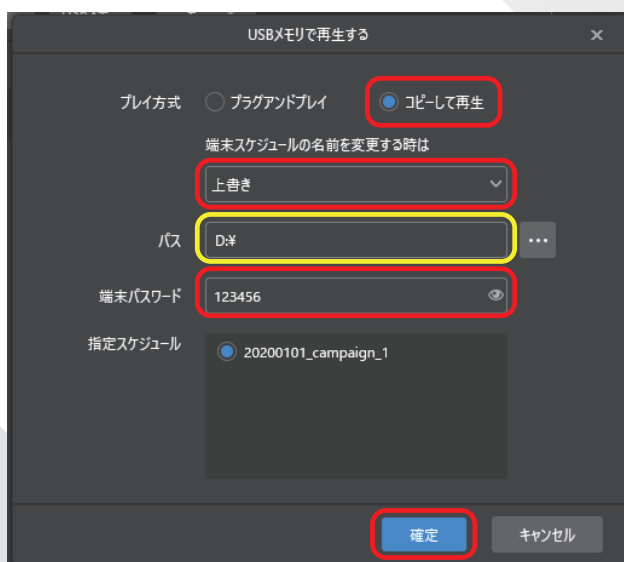 USBメモリで再生する
プレイ方式 プラグアンドプレイ コピーして再生
端末スケジュールの名前を変更する時は
上書き
パス D:¥ ...
端末パスワード 123456
指定スケジュール 20200101_campaign_1
確定 キャンセル